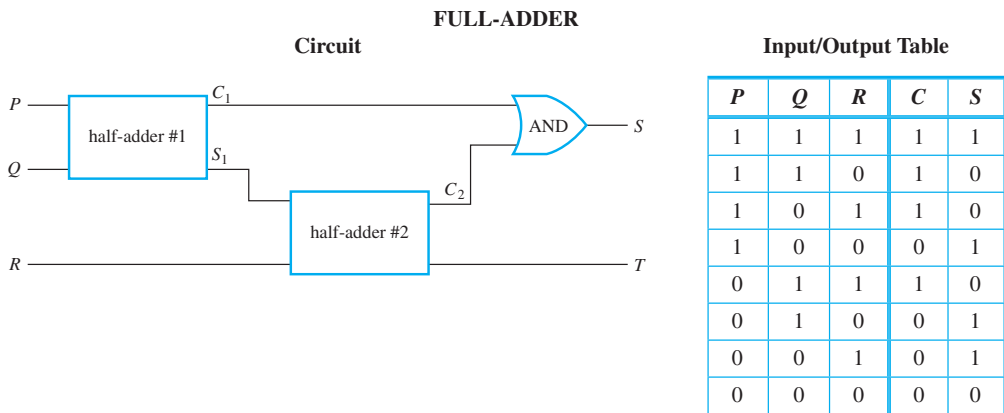 FULL-ADDER
Circuit
P
Q
R
half-adder #1
C1
S1
half-adder #2
C2
AND
S
T
Input/Output Table
P Q R C S
1 1 1 1 1
1 1 0 1 0
1 0 1 1 0
1 0 0 0 1
0 1 1 1 0
0 1 0 0 1
0 0 1 0 1
0 0 0 0 0